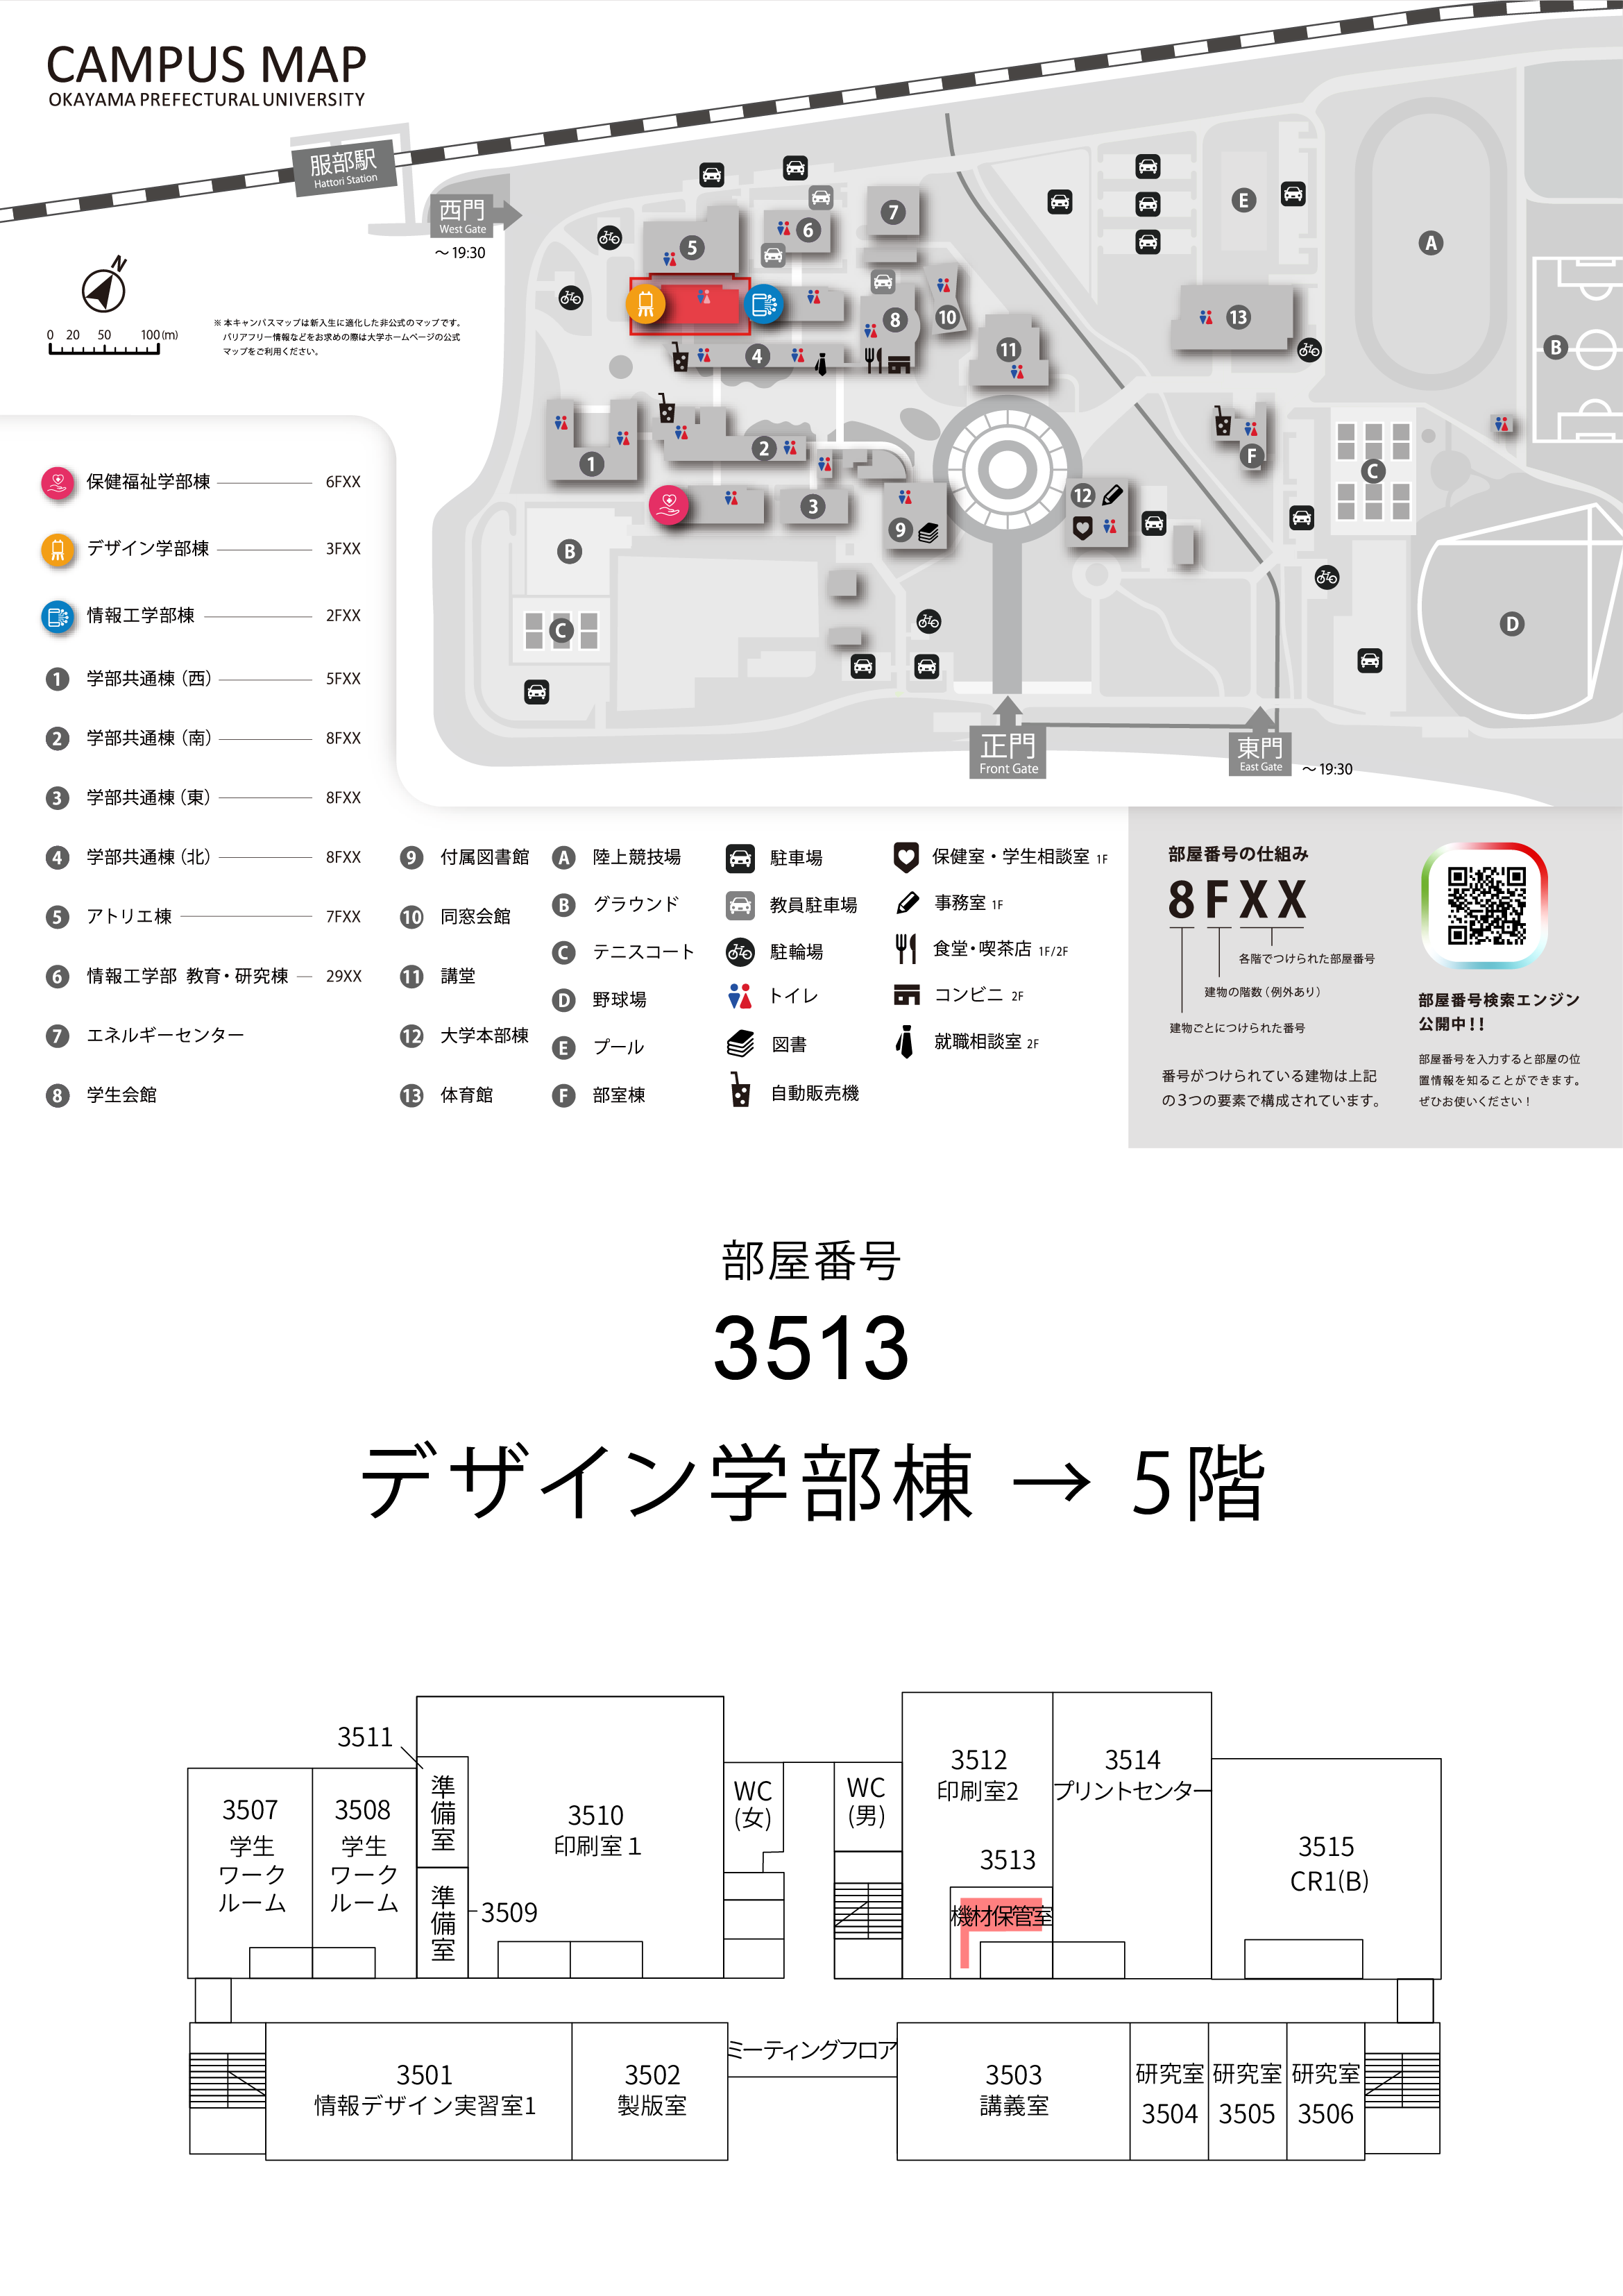 CAMPUS MAP
OKAYAMA PREFECTURAL UNIVERSITY
服部駅
Hattori Station
西門
West Gate
～19:30
N
0 20 50 100(m)
※本キャンパスマップは新入生に適化した非公式のマップです。
バリアフリー情報などをお求めの際は大学ホームページの公式
マップをご利用ください。
5
6
7
8
10
4
11
13
E
A
B
1
2
3
9
12
F
C
B
C
D
正門
Front Gate
東門
East Gate
～19:30
保健福祉学部棟 6FXX
デザイン学部棟 3FXX
情報工学部棟 2FXX
1 学部共通棟（西） 5FXX
2 学部共通棟（南） 8FXX
3 学部共通棟（東） 8FXX
4 学部共通棟（北） 8FXX
5 アトリエ棟 7FXX
6 情報工学部 教育・研究棟 29XX
7 エネルギーセンター
8 学生会館
9 付属図書館
10 同窓会館
11 講堂
12 大学本部棟
13 体育館
A 陸上競技場
B グラウンド
C テニスコート
D 野球場
E プール
F 部室棟
駐車場
教員駐車場
駐輪場
トイレ
図書
自動販売機
保健室・学生相談室 1F
事務室 1F
食堂・喫茶店 1F/2F
コンビニ 2F
就職相談室 2F
部屋番号の仕組み
8FXX
各階でつけられた部屋番号
建物の階数（例外あり）
建物ごとにつけられた番号
番号がつけられている建物は上記
の3つの要素で構成されています。
部屋番号検索エンジン
公開中！！
部屋番号を入力すると部屋の位
置情報を知ることができます。
ぜひお使いください！
部屋番号
3513
デザイン学部棟 → 5階
3511
3507
学生
ワーク
ルーム
3508
学生
ワーク
ルーム
準備室
準備室
3509
3510
印刷室１
WC
(女)
WC
(男)
3512
印刷室2
3513
機材保管室
3514
プリントセンター
3515
CR1(B)
3501
情報デザイン実習室1
3502
製版室
ミーティングフロア
3503
講義室
研究室
3504
研究室
3505
研究室
3506